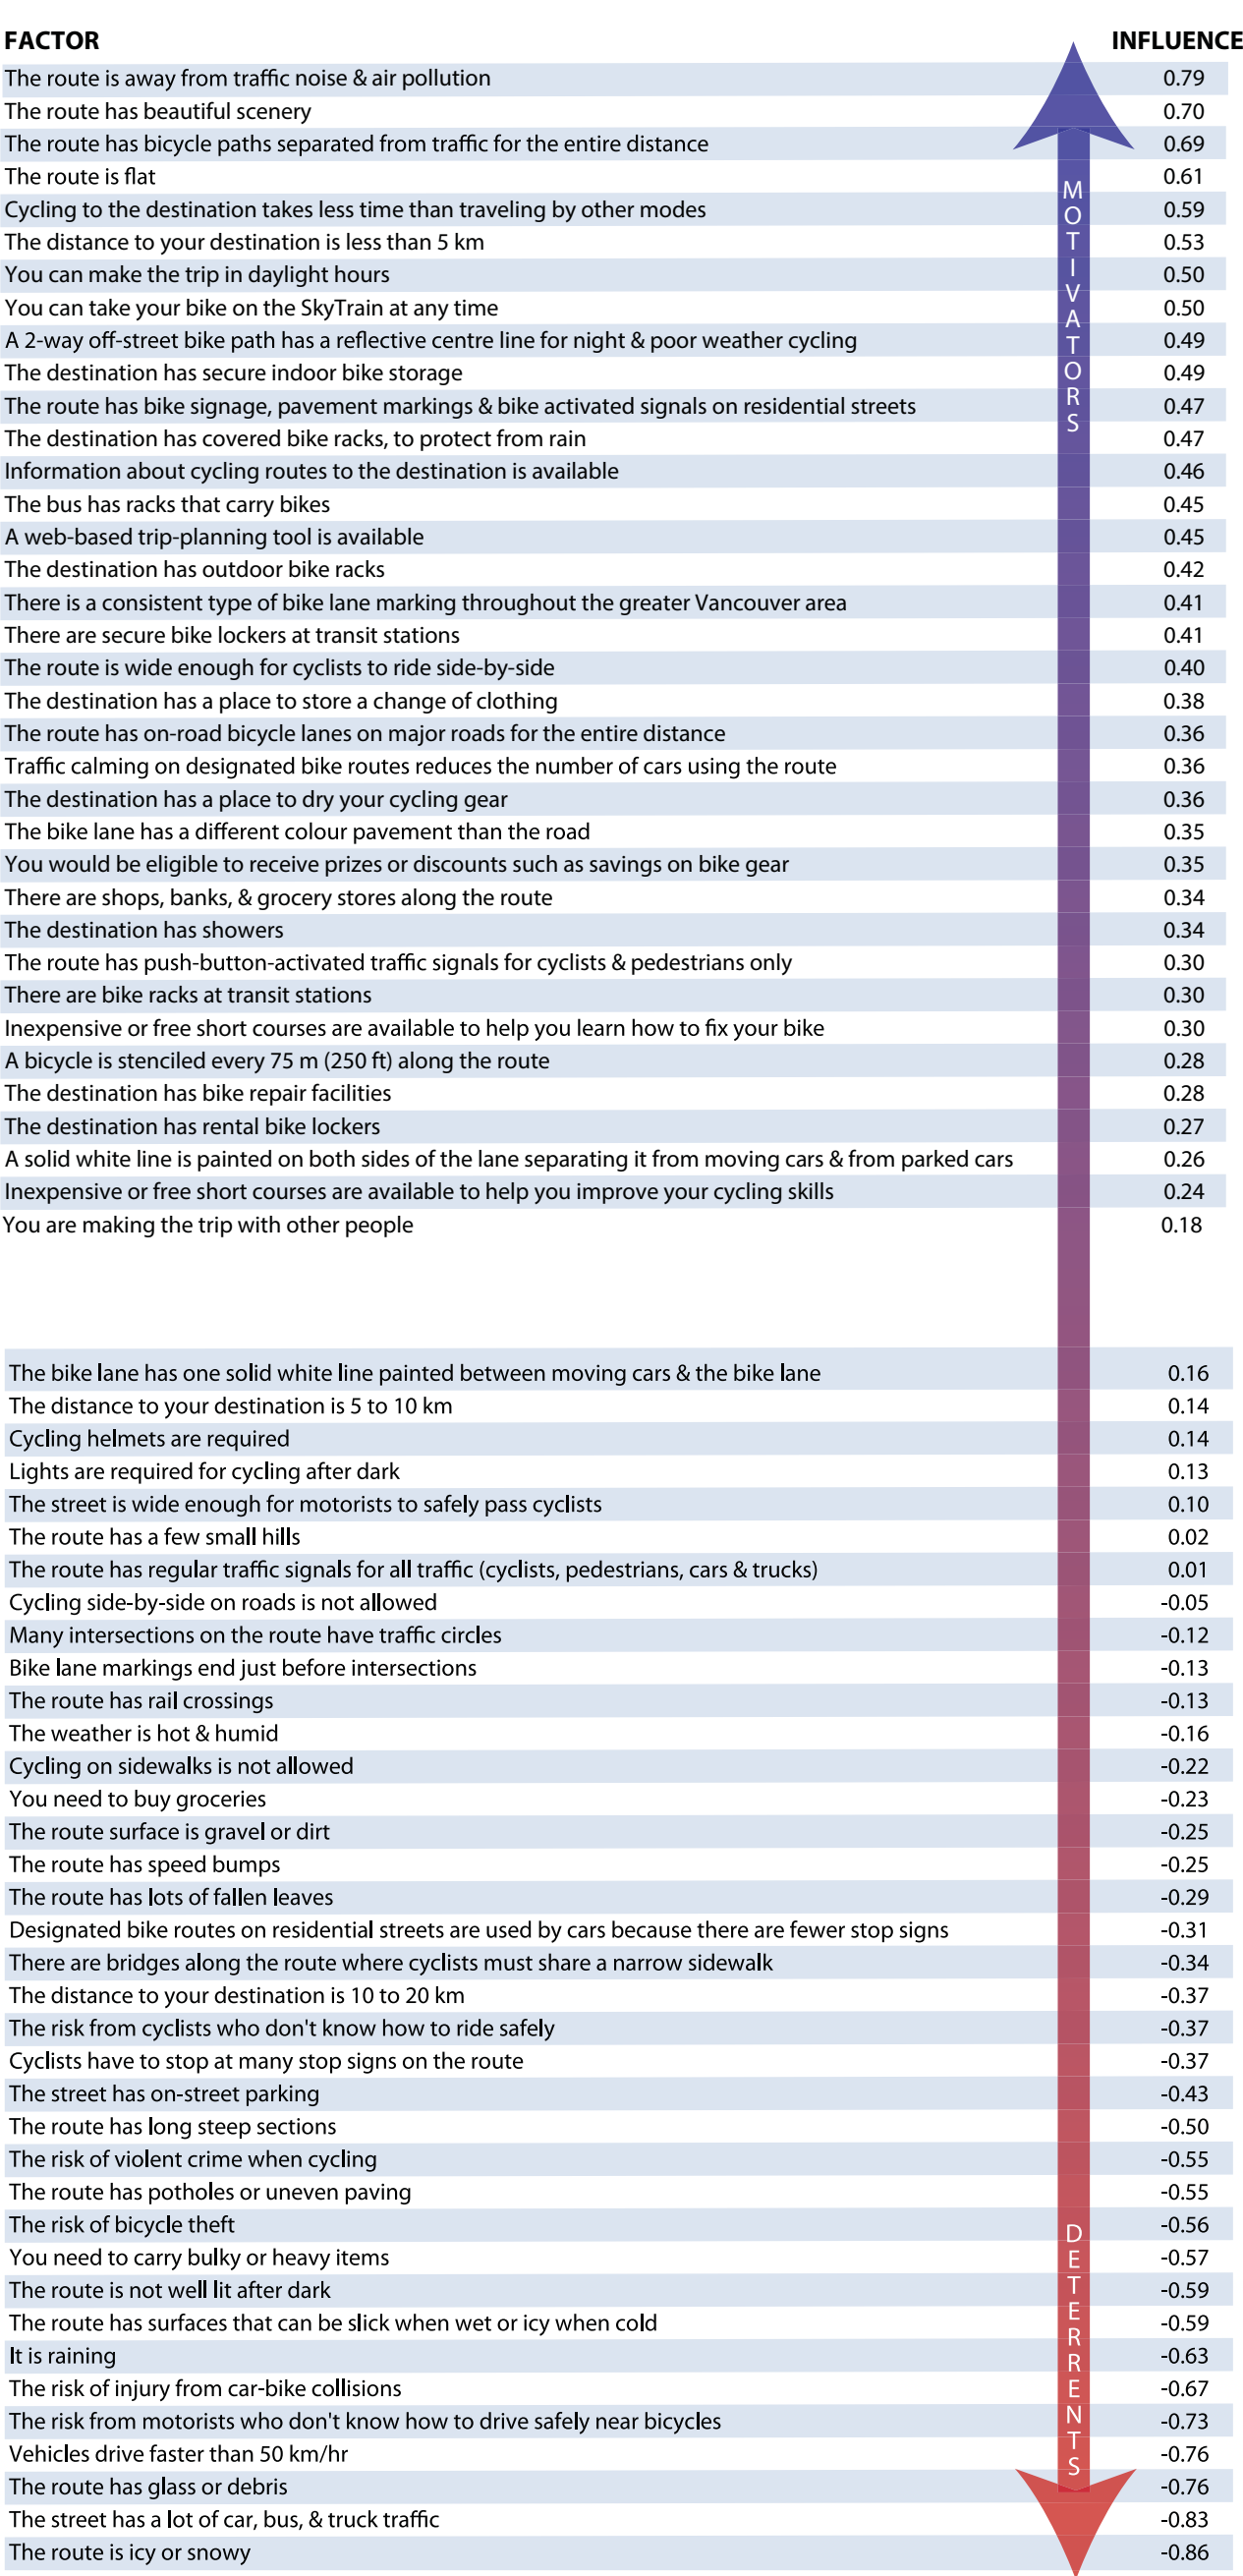 FACTOR INFLUENCE
The route is away from traffic noise & air pollution 0.79
The route has beautiful scenery 0.70
The route has bicycle paths separated from traffic for the entire distance 0.69
The route is flat 0.61
Cycling to the destination takes less time than traveling by other modes 0.59
The distance to your destination is less than 5 km 0.53
You can make the trip in daylight hours 0.50
You can take your bike on the SkyTrain at any time 0.50
A 2-way off-street bike path has a reflective centre line for night & poor weather cycling 0.49
The destination has secure indoor bike storage 0.49
The route has bike signage, pavement markings & bike activated signals on residential streets 0.47
The destination has covered bike racks, to protect from rain 0.47
Information about cycling routes to the destination is available 0.46
The bus has racks that carry bikes 0.45
A web-based trip-planning tool is available 0.45
The destination has outdoor bike racks 0.42
There is a consistent type of bike lane marking throughout the greater Vancouver area 0.41
There are secure bike lockers at transit stations 0.41
The route is wide enough for cyclists to ride side-by-side 0.40
The destination has a place to store a change of clothing 0.38
The route has on-road bicycle lanes on major roads for the entire distance 0.36
Traffic calming on designated bike routes reduces the number of cars using the route 0.36
The destination has a place to dry your cycling gear 0.36
The bike lane has a different colour pavement than the road 0.35
You would be eligible to receive prizes or discounts such as savings on bike gear 0.35
There are shops, banks, & grocery stores along the route 0.34
The destination has showers 0.34
The route has push-button-activated traffic signals for cyclists & pedestrians only 0.30
There are bike racks at transit stations 0.30
Inexpensive or free short courses are available to help you learn how to fix your bike 0.30
A bicycle is stenciled every 75 m (250 ft) along the route 0.28
The destination has bike repair facilities 0.28
The destination has rental bike lockers 0.27
A solid white line is painted on both sides of the lane separating it from moving cars & from parked cars 0.26
Inexpensive or free short courses are available to help you improve your cycling skills 0.24
You are making the trip with other people 0.18
MOTIVATORS
The bike lane has one solid white line painted between moving cars & the bike lane 0.16
The distance to your destination is 5 to 10 km 0.14
Cycling helmets are required 0.14
Lights are required for cycling after dark 0.13
The street is wide enough for motorists to safely pass cyclists 0.10
The route has a few small hills 0.02
The route has regular traffic signals for all traffic (cyclists, pedestrians, cars & trucks) 0.01
Cycling side-by-side on roads is not allowed -0.05
Many intersections on the route have traffic circles -0.12
Bike lane markings end just before intersections -0.13
The route has rail crossings -0.13
The weather is hot & humid -0.16
Cycling on sidewalks is not allowed -0.22
You need to buy groceries -0.23
The route surface is gravel or dirt -0.25
The route has speed bumps -0.25
The route has lots of fallen leaves -0.29
Designated bike routes on residential streets are used by cars because there are fewer stop signs -0.31
There are bridges along the route where cyclists must share a narrow sidewalk -0.34
The distance to your destination is 10 to 20 km -0.37
The risk from cyclists who don't know how to ride safely -0.37
Cyclists have to stop at many stop signs on the route -0.37
The street has on-street parking -0.43
The route has long steep sections -0.50
The risk of violent crime when cycling -0.55
The route has potholes or uneven paving -0.55
The risk of bicycle theft -0.56
You need to carry bulky or heavy items -0.57
The route is not well lit after dark -0.59
The route has surfaces that can be slick when wet or icy when cold -0.59
It is raining -0.63
The risk of injury from car-bike collisions -0.67
The risk from motorists who don't know how to drive safely near bicycles -0.73
Vehicles drive faster than 50 km/hr -0.76
The route has glass or debris -0.76
The street has a lot of car, bus, & truck traffic -0.83
The route is icy or snowy -0.86
DETERRENTS